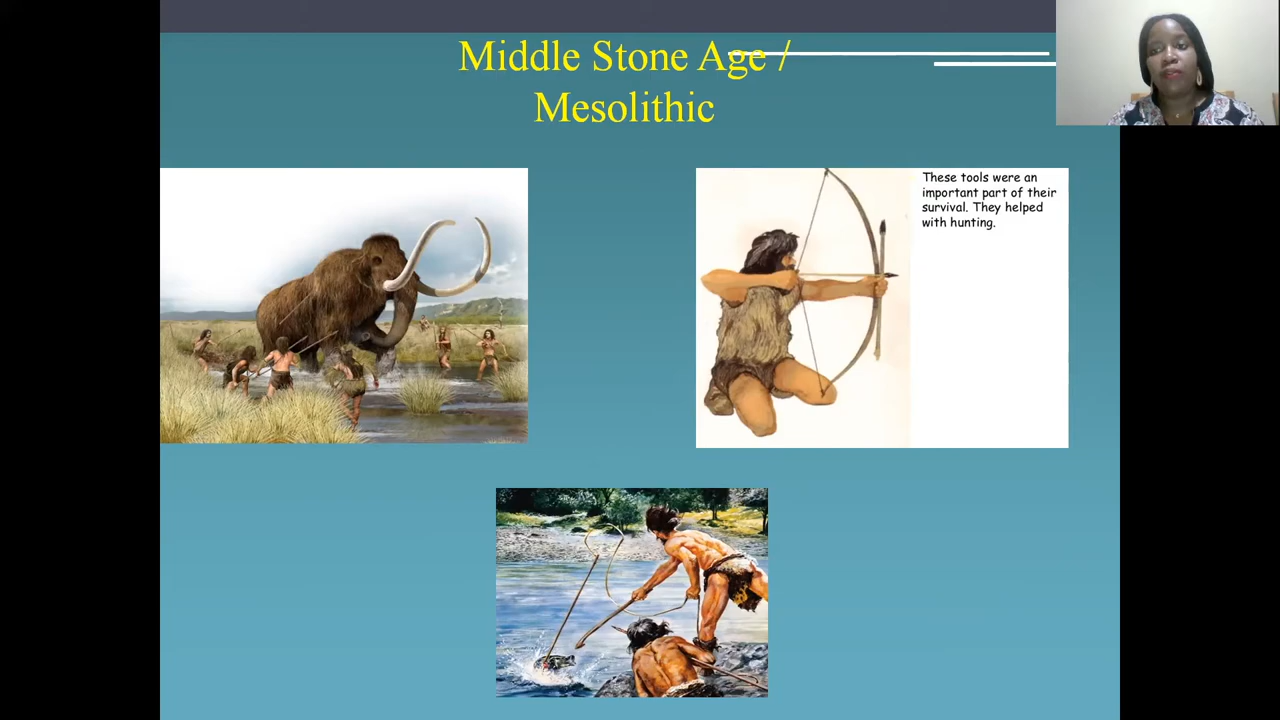 Middle Stone Age /
Mesolithic
These tools were an
important part of their
survival. They helped
with hunting.